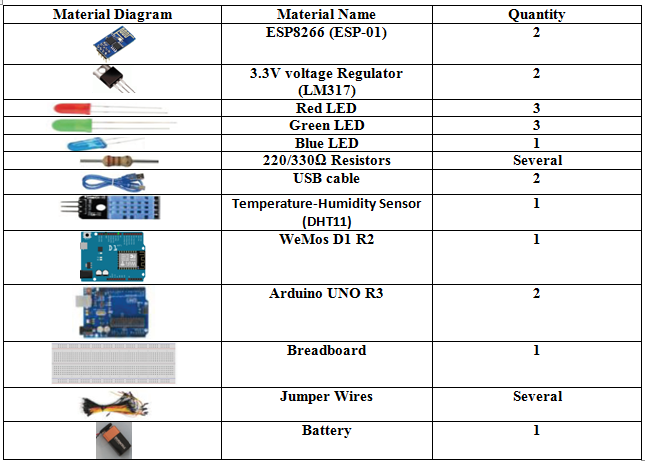 Material Diagram Material Name Quantity
ESP8266 (ESP-01) 2
3.3V voltage Regulator 2
(LM317)
Red LED 3
Green LED 3
Blue LED 1
220/330Ω Resistors Several
USB cable 2
Temperature-Humidity Sensor 1
(DHT11)
WeMos D1 R2 1
Arduino UNO R3 2
Breadboard 1
Jumper Wires Several
Battery 1